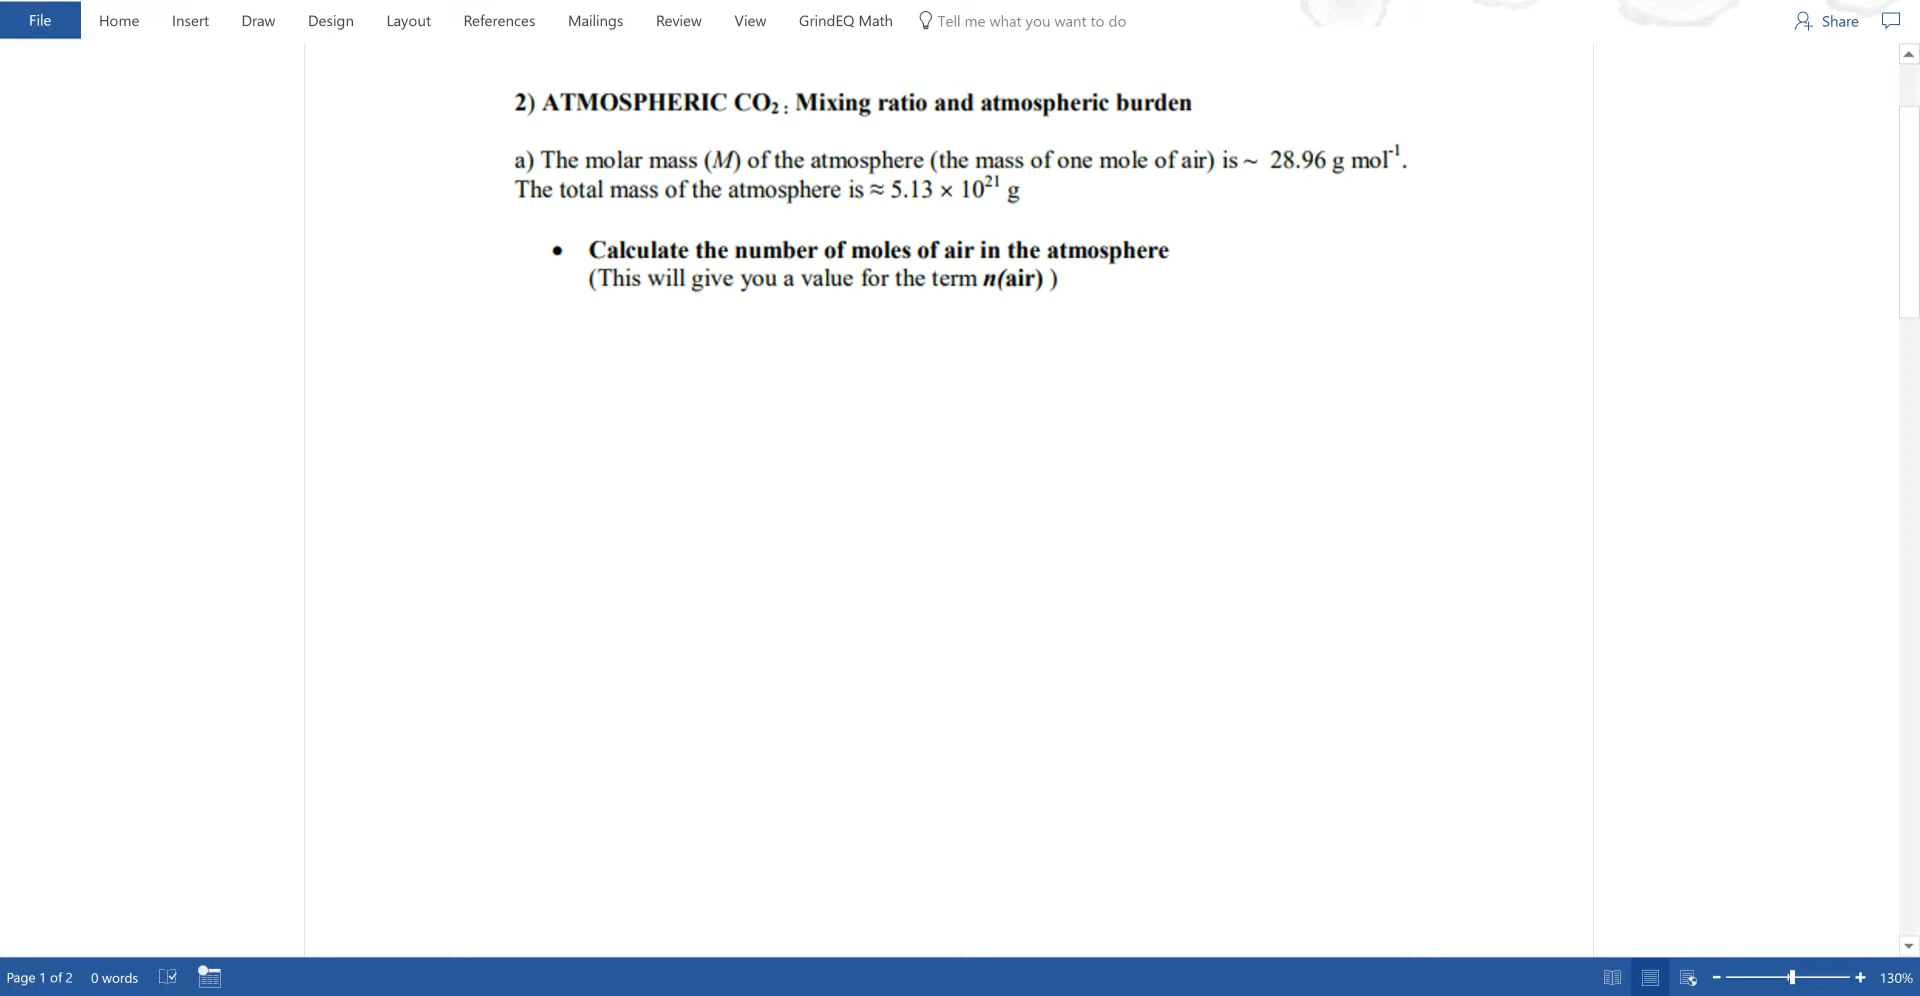 File Home Insert Draw Design Layout References Mailings Review View GrindEQ Math Tell me what you want to do Share
2) ATMOSPHERIC CO₂ : Mixing ratio and atmospheric burden
a) The molar mass (M) of the atmosphere (the mass of one mole of air) is ~ 28.96 g mol⁻¹.
The total mass of the atmosphere is ≈ 5.13 × 10²¹ g
• Calculate the number of moles of air in the atmosphere
(This will give you a value for the term n(air) )
Page 1 of 2 0 words 130%